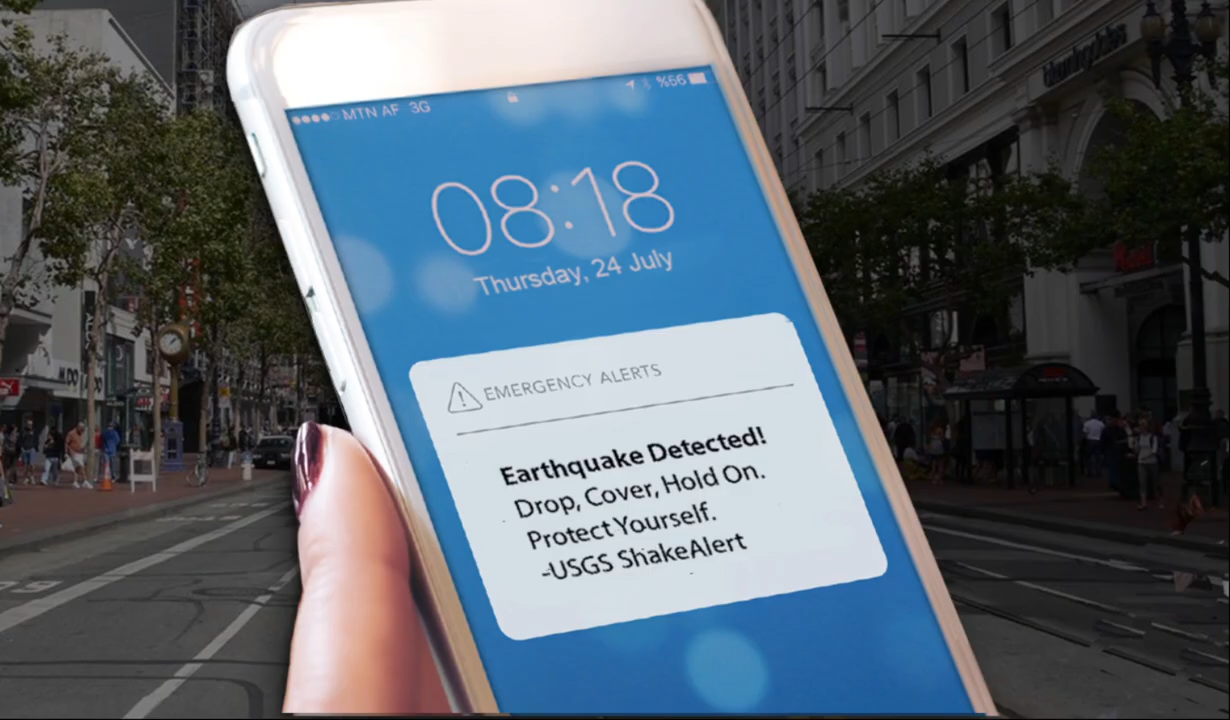 MTN AF 3G
%56
08:18
Thursday, 24 July
EMERGENCY ALERTS
Earthquake Detected!
Drop, Cover, Hold On.
Protect Yourself.
-USGS ShakeAlert